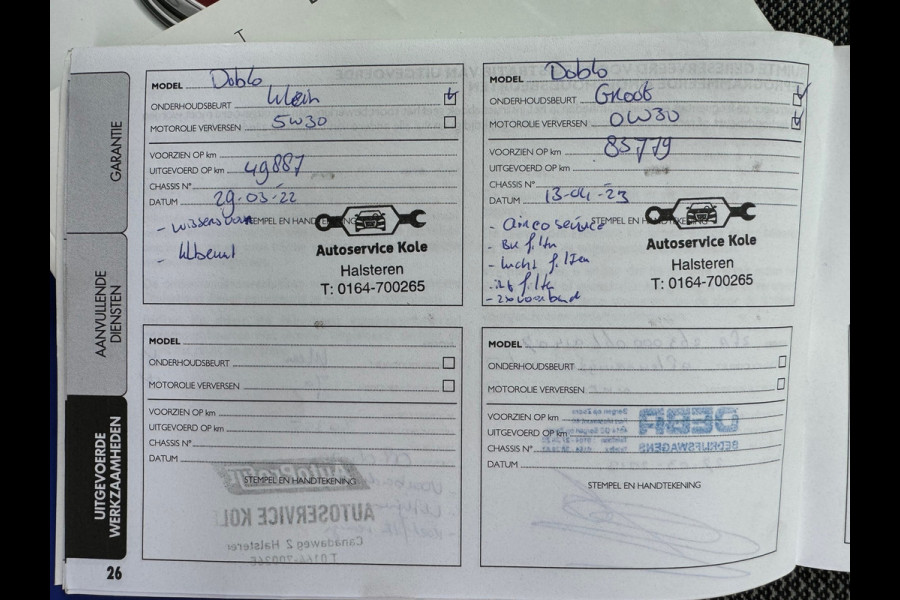 GARANTIE
AANVULLENDE
DIENSTEN
UITGEVOERDE
WERKZAAMHEDEN
26
MODEL Doblo
ONDERHOUDSBEURT Klein
MOTOROLIE VERVERSEN 5W30
VOORZIEN OP km
UITGEVOERD OP km 49887
CHASSIS N°
DATUM 29-03-22
STEMPEL EN HANDTEKENING
- wissers voor
Autoservice Kole
Halsteren
T: 0164-700265
MODEL Doblo
ONDERHOUDSBEURT Groot
MOTOROLIE VERVERSEN 0W30
VOORZIEN OP km 85779
UITGEVOERD OP km
CHASSIS N°
DATUM 13-04-23
STEMPEL EN HANDTEKENING
- Airco service
- lucht filter
Autoservice Kole
Halsteren
T: 0164-700265
MODEL
ONDERHOUDSBEURT
MOTOROLIE VERVERSEN
VOORZIEN OP km
UITGEVOERD OP km
CHASSIS N°
DATUM
STEMPEL EN HANDTEKENING
MODEL
ONDERHOUDSBEURT
MOTOROLIE VERVERSEN
VOORZIEN OP km
UITGEVOERD OP km
CHASSIS N°
DATUM
STEMPEL EN HANDTEKENING